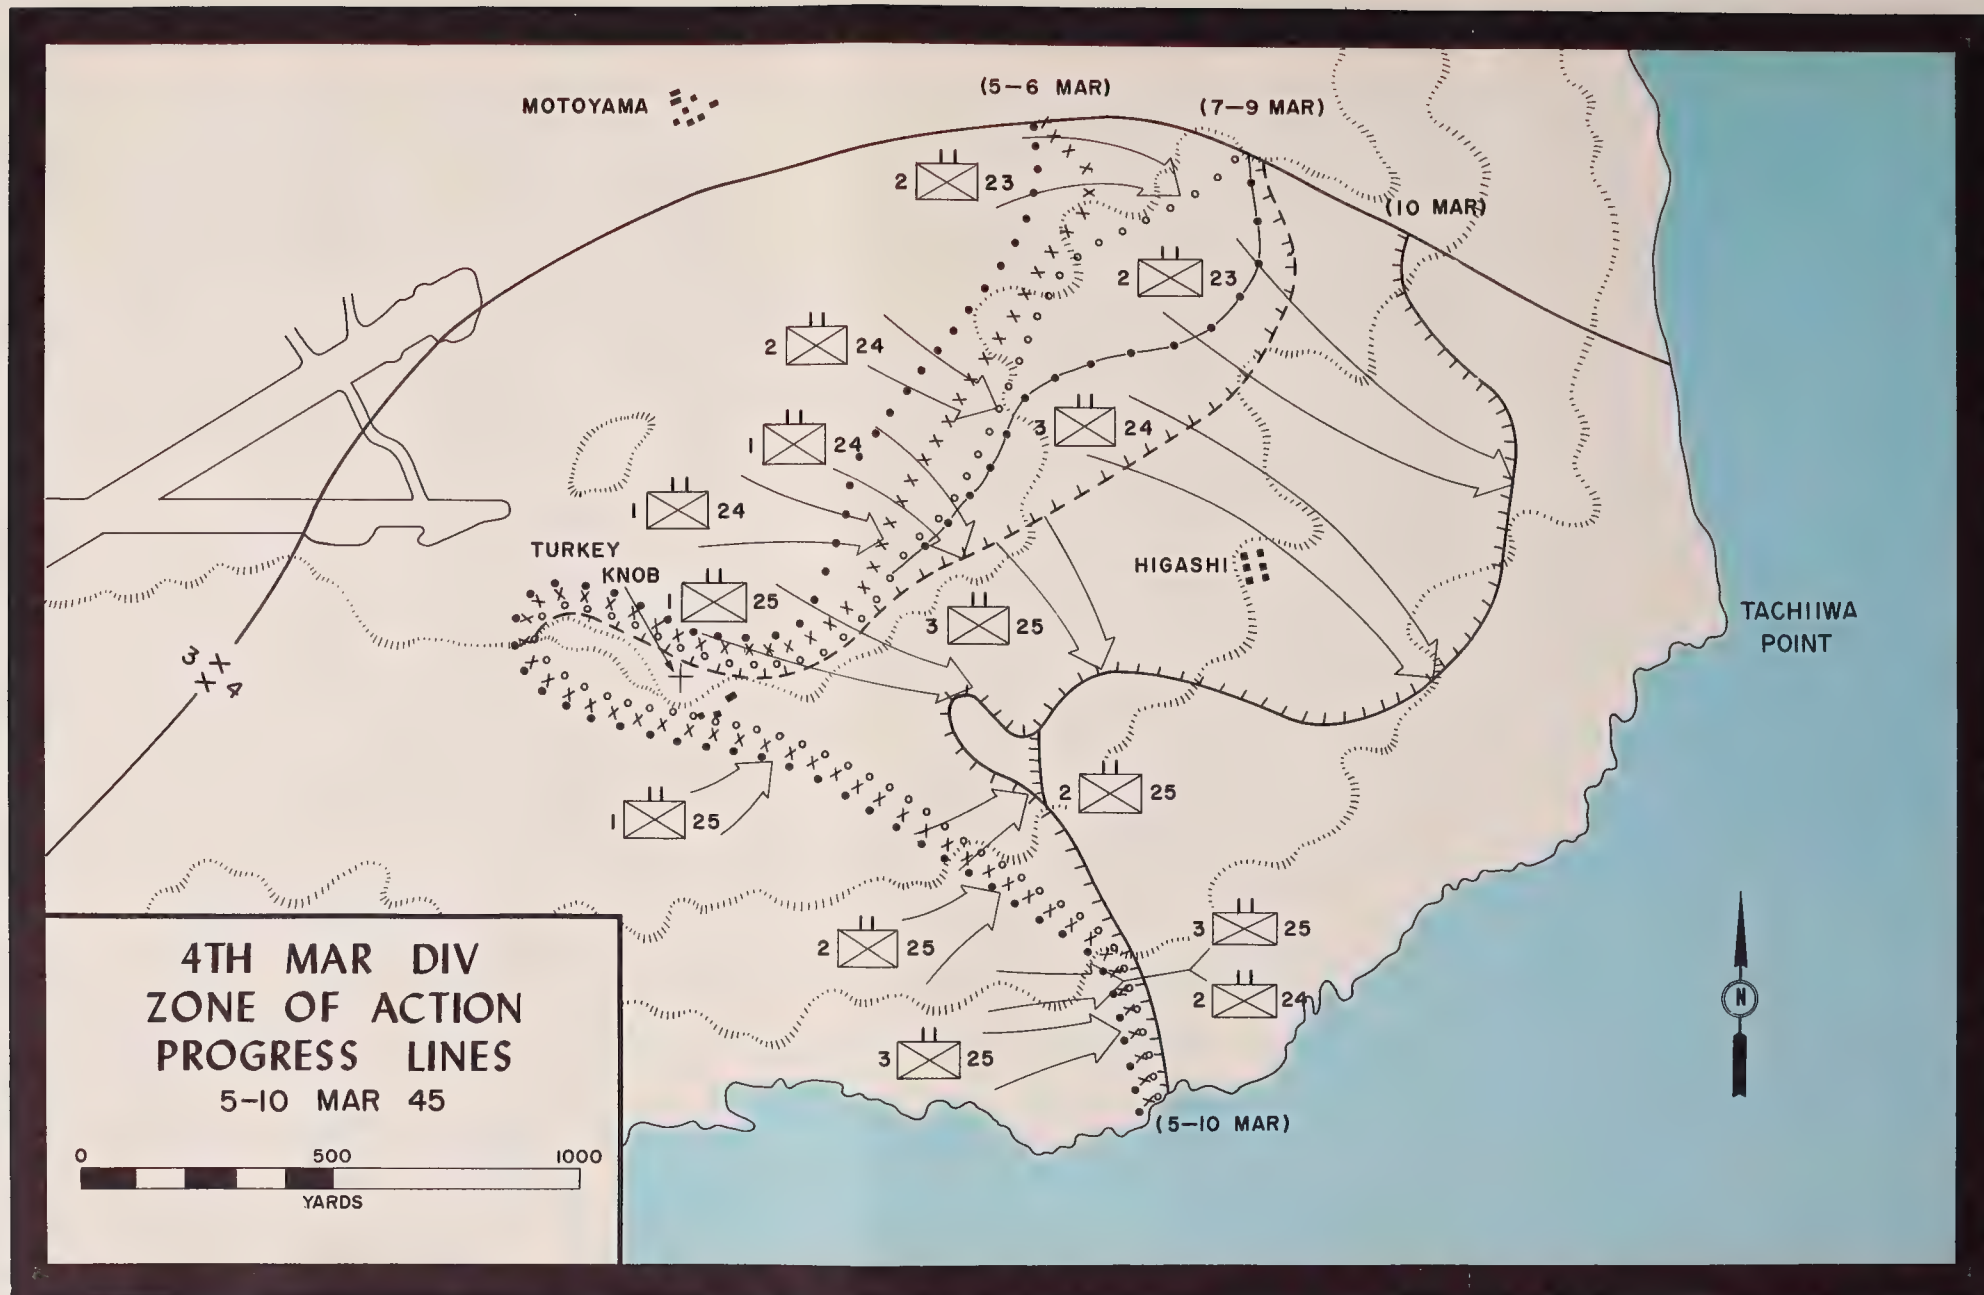 (5–6 MAR)
MOTOYAMA
(7–9 MAR)
2 23
(10 MAR)
2 23
2 24
3 24
1 24
1 24
TURKEY
KNOB
HIGASHI
1 25
3 25
TACHIIWA
POINT
3 4
2 25
1 25
3 25
2 25
2 24
3 25
(5–10 MAR)
N
4TH MAR DIV
ZONE OF ACTION
PROGRESS LINES
5–10 MAR 45
0 500 1000
YARDS